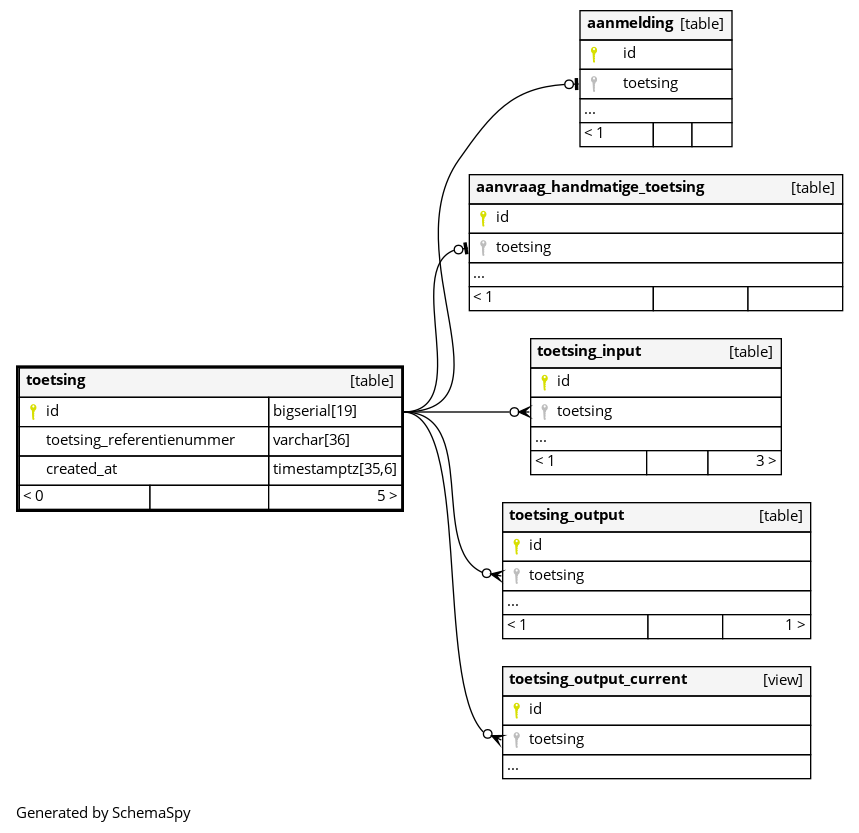 aanmelding [table]
id
toetsing
...
< 1
aanvraag_handmatige_toetsing [table]
id
toetsing
...
< 1
toetsing_input [table]
id
toetsing
...
< 1 3 >
toetsing [table]
id bigserial[19]
toetsing_referentienummer varchar[36]
created_at timestamptz[35,6]
< 0 5 >
toetsing_output [table]
id
toetsing
...
< 1 1 >
toetsing_output_current [view]
id
toetsing
...
Generated by SchemaSpy